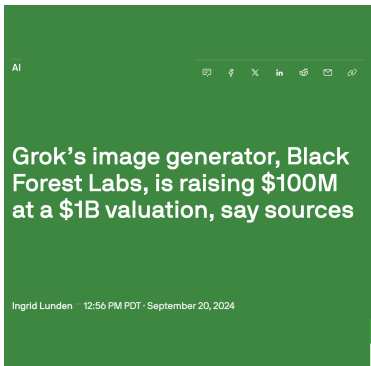 AI
Grok's image generator, Black
Forest Labs, is raising $100M
at a $1B valuation, say sources
Ingrid Lunden — 12:56 PM PDT · September 20, 2024